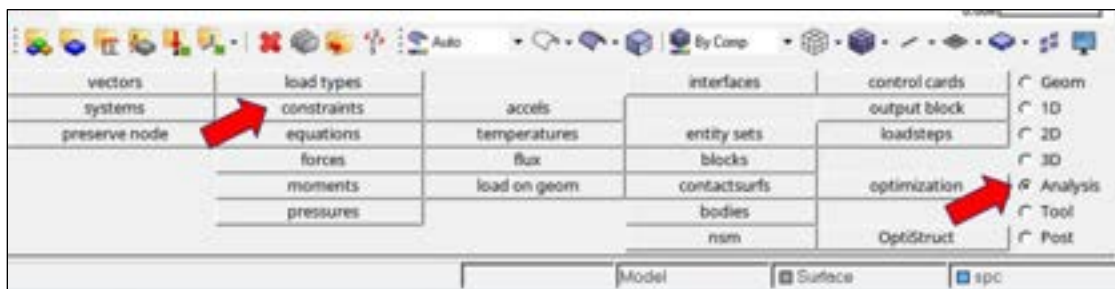 Auto By Comp
vectors load types interfaces control cards Geom
systems constraints accels output block 1D
preserve node equations temperatures entity sets loadsteps 2D
forces flux blocks 3D
moments load on geom contactsurfs optimization Analysis
pressures bodies Tool
nsm OptiStruct Post
Model Surface spc